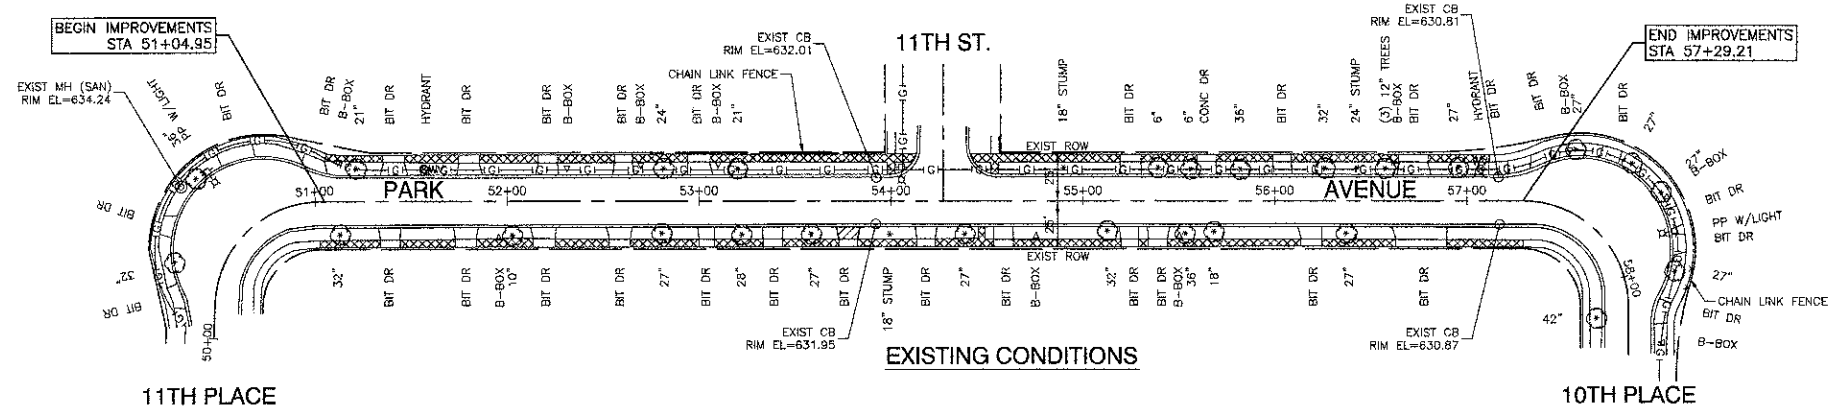 BEGIN IMPROVEMENTS
STA 51+04.95
EXIST MH (SAN)
RIM EL=634.24
EXIST CB
RIM EL=632.01
CHAIN LINK FENCE
11TH ST.
EXIST CB
RIM EL=630.81
END IMPROVEMENTS
STA 57+29.21
PP W/LIGHT
36"
BIT DR
BIT DR
B-BOX
21"
BIT DR
HYDRANT
BIT DR
BIT DR
B-BOX
BIT DR
B-BOX
24"
BIT DR
B-BOX
21"
18" STUMP
BIT DR
6"
6"
CONC DR
36"
BIT DR
32"
24" STUMP
(3) 12" TREES
B-BOX
BIT DR
27"
HYDRANT
BIT DR
BIT DR
B-BOX
27"
BIT DR
27"
27"
B-BOX
BIT DR
PP W/LIGHT
BIT DR
27"
CHAIN LINK FENCE
BIT DR
B-BOX
EXIST ROW
51+00
PARK
52+00
53+00
54+00
25'
55+00
56+00
AVENUE
57+00
25'
EXIST ROW
58+00
BIT DR
32"
BIT DR
50+00
32"
BIT DR
B-BOX
10"
BIT DR
BIT DR
27"
BIT DR
28"
BIT DR
27"
BIT DR
18" STUMP
27"
BIT DR
B-BOX
32"
BIT DR
BIT DR
B-BOX
36"
18"
BIT DR
27"
BIT DR
42"
EXIST CB
RIM EL=631.95
EXIST CB
RIM EL=630.87
EXISTING CONDITIONS
11TH PLACE
10TH PLACE